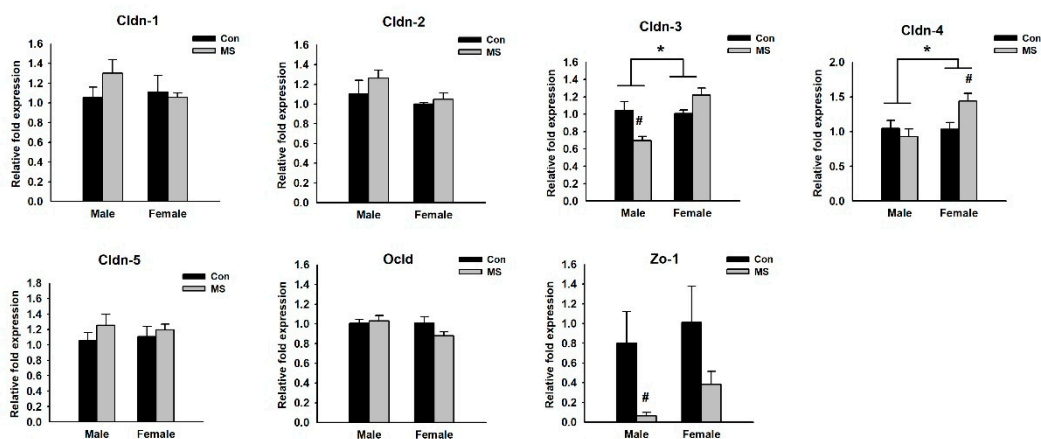 Cldn-1
Con
MS
Relative fold expression
1.6
1.4
1.2
1.0
0.8
0.6
0.4
0.2
0.0
Male Female
Cldn-2
Con
MS
Relative fold expression
1.6
1.4
1.2
1.0
0.8
0.6
0.4
0.2
0.0
Male Female
Cldn-3
Con
MS
Relative fold expression
1.6
1.4
1.2
1.0
0.8
0.6
0.4
0.2
0.0
*
#
Male Female
Cldn-4
Con
MS
Relative fold expression
2.0
1.5
1.0
0.5
0.0
*
#
Male Female
Cldn-5
Con
MS
Relative fold expression
1.8
1.6
1.4
1.2
1.0
0.8
0.6
0.4
0.2
0.0
Male Female
Ocld
Con
MS
Relative fold expression
1.6
1.4
1.2
1.0
0.8
0.6
0.4
0.2
0.0
Male Female
Zo-1
Con
MS
Relative fold expression
1.6
1.4
1.2
1.0
0.8
0.6
0.4
0.2
0.0
#
Male Female